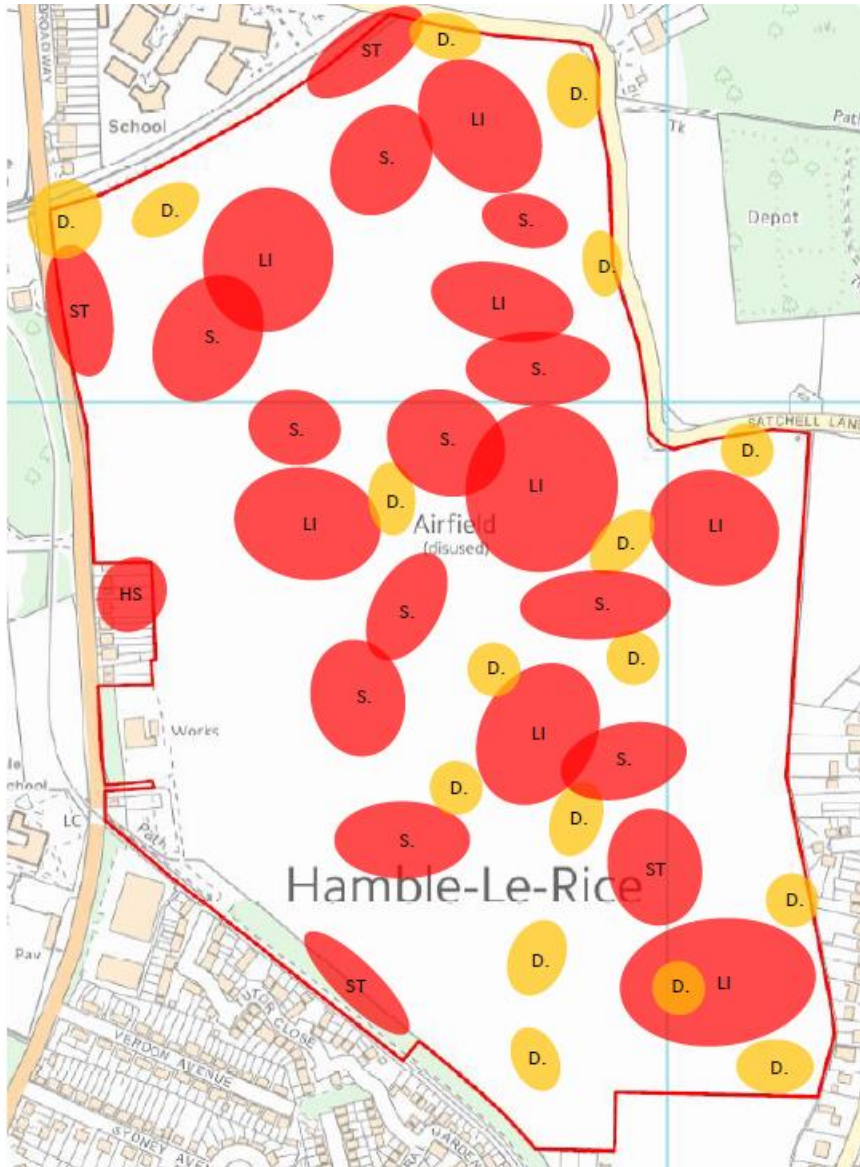 BROADWAY
ST
D.
D.
School
LI
Tk
Path
S.
D.
D.
S.
Depot
LI
D.
ST
LI
S.
S.
SATCHELL LANE
S.
S.
D.
LI
D.
Airfield
(disused)
LI
LI
D.
HS
S.
S.
D.
D.
S.
Works
LI
S.
D.
School
LC
Path
D.
S.
ST
Hamble-Le-Rice
D.
Pav
D.
ST
D.
LI
CLOSE
VERDON AVENUE
D.
D.
SYDNEY AVEN
GARDEN